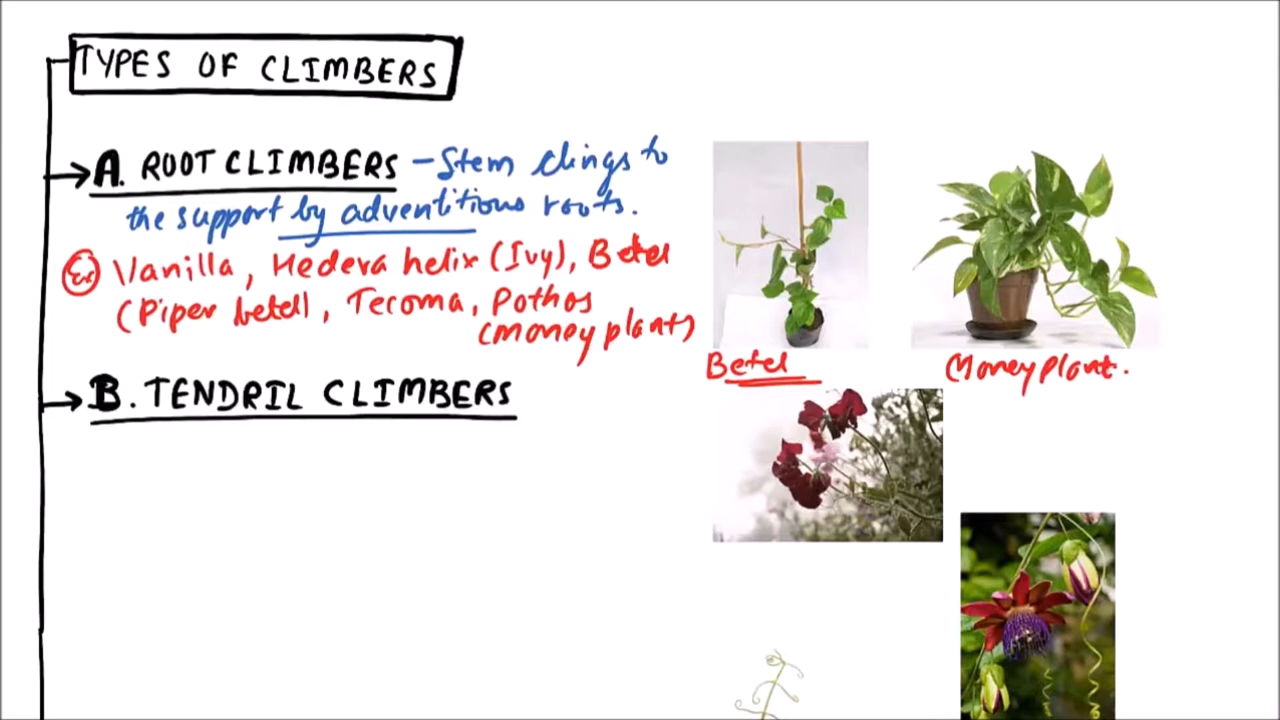 TYPES OF CLIMBERS
A. ROOT CLIMBERS - Stem clings to
the support by adventitious roots.
Ex Vanilla, Hedera helix (Ivy), Betel
(Piper betel), Tecoma, Pothos
(Money plant)
Betel
Money plant.
B. TENDRIL CLIMBERS